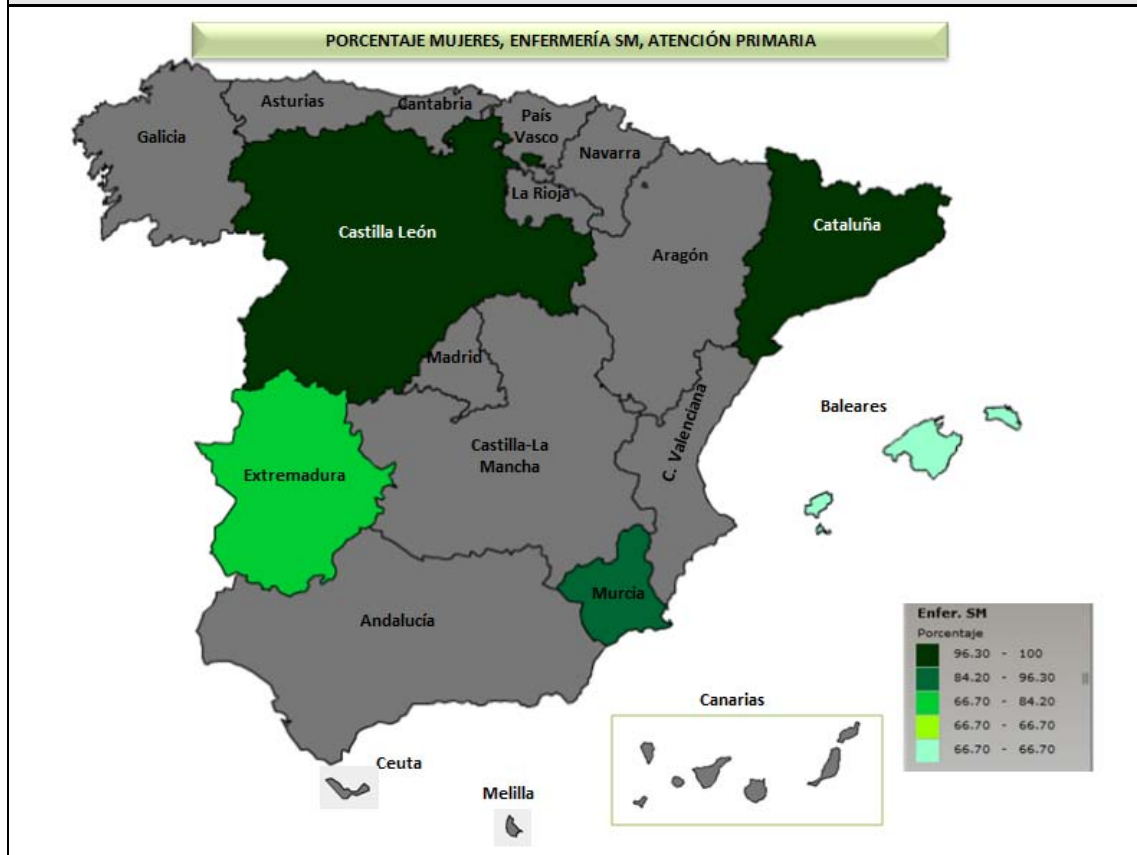 PORCENTAJE MUJERES, ENFERMERÍA SM, ATENCIÓN PRIMARIA
Asturias
Cantabria
País
Vasco
Galicia
Navarra
La Rioja
Castilla León
Cataluña
Aragón
Madrid
Baleares
C. Valenciana
Castilla-La
Mancha
Extremadura
Murcia
Andalucía
Enfer. SM
Porcentaje
96.30 - 100
84.20 - 96.30
66.70 - 84.20
66.70 - 66.70
66.70 - 66.70
Canarias
Ceuta
Melilla